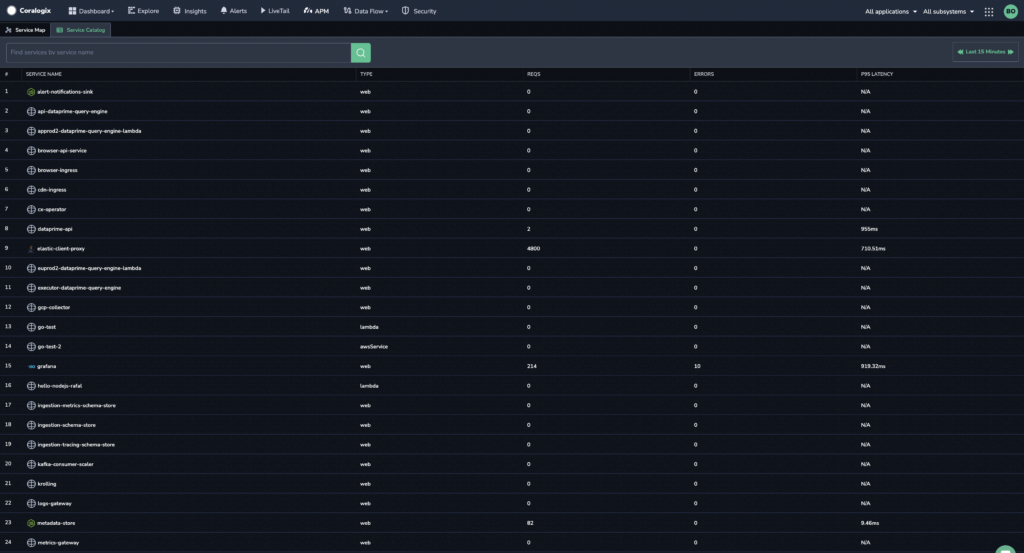 Coralogix Dashboard Explore Insights Alerts LiveTail APM Data Flow Security All applications All subsystems BO
Service Map Service Catalog
Find services by service name Last 15 Minutes
# SERVICE NAME TYPE REQS ERRORS P95 LATENCY
1 alert-notifications-sink web 0 0 N/A
2 api-dataprime-query-engine web 0 0 N/A
3 approd2-dataprime-query-engine-lambda web 0 0 N/A
4 browser-api-service web 0 0 N/A
5 browser-ingress web 0 0 N/A
6 cdn-ingress web 0 0 N/A
7 cx-operator web 0 0 N/A
8 dataprime-api web 2 0 955ms
9 elastic-client-proxy web 4800 0 710.51ms
10 euprod2-dataprime-query-engine-lambda web 0 0 N/A
11 executor-dataprime-query-engine web 0 0 N/A
12 gcp-collector web 0 0 N/A
13 go-test lambda 0 0 N/A
14 go-test-2 awsService 0 0 N/A
15 grafana web 214 10 919.32ms
16 hello-nodejs-rafal lambda 0 0 N/A
17 ingestion-metrics-schema-store web 0 0 N/A
18 ingestion-schema-store web 0 0 N/A
19 ingestion-tracing-schema-store web 0 0 N/A
20 kafka-consumer-scaler web 0 0 N/A
21 krolling web 0 0 N/A
22 logs-gateway web 0 0 N/A
23 metadata-store web 82 0 9.46ms
24 metrics-gateway web 0 0 N/A